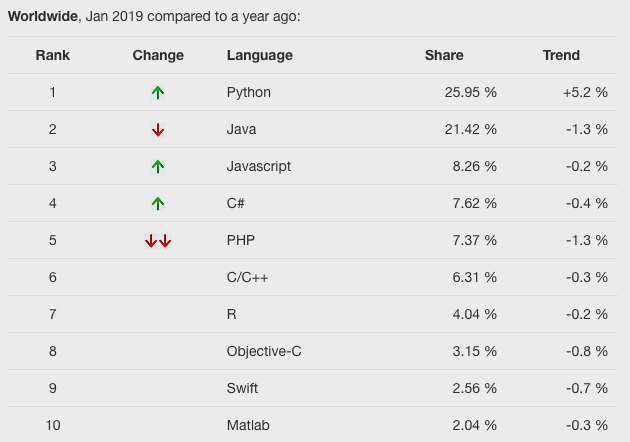 Worldwide, Jan 2019 compared to a year ago:
Rank Change Language Share Trend
1 Python 25.95 % +5.2 %
2 Java 21.42 % -1.3 %
3 Javascript 8.26 % -0.2 %
4 C# 7.62 % -0.4 %
5 PHP 7.37 % -1.3 %
6 C/C++ 6.31 % -0.3 %
7 R 4.04 % -0.2 %
8 Objective-C 3.15 % -0.8 %
9 Swift 2.56 % -0.7 %
10 Matlab 2.04 % -0.3 %